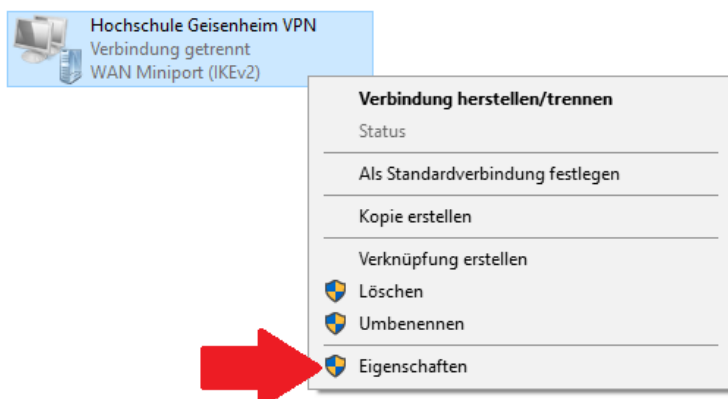 Hochschule Geisenheim VPN
Verbindung getrennt
WAN Miniport (IKEv2)
Verbindung herstellen/trennen
Status
Als Standardverbindung festlegen
Kopie erstellen
Verknüpfung erstellen
Löschen
Umbenennen
Eigenschaften